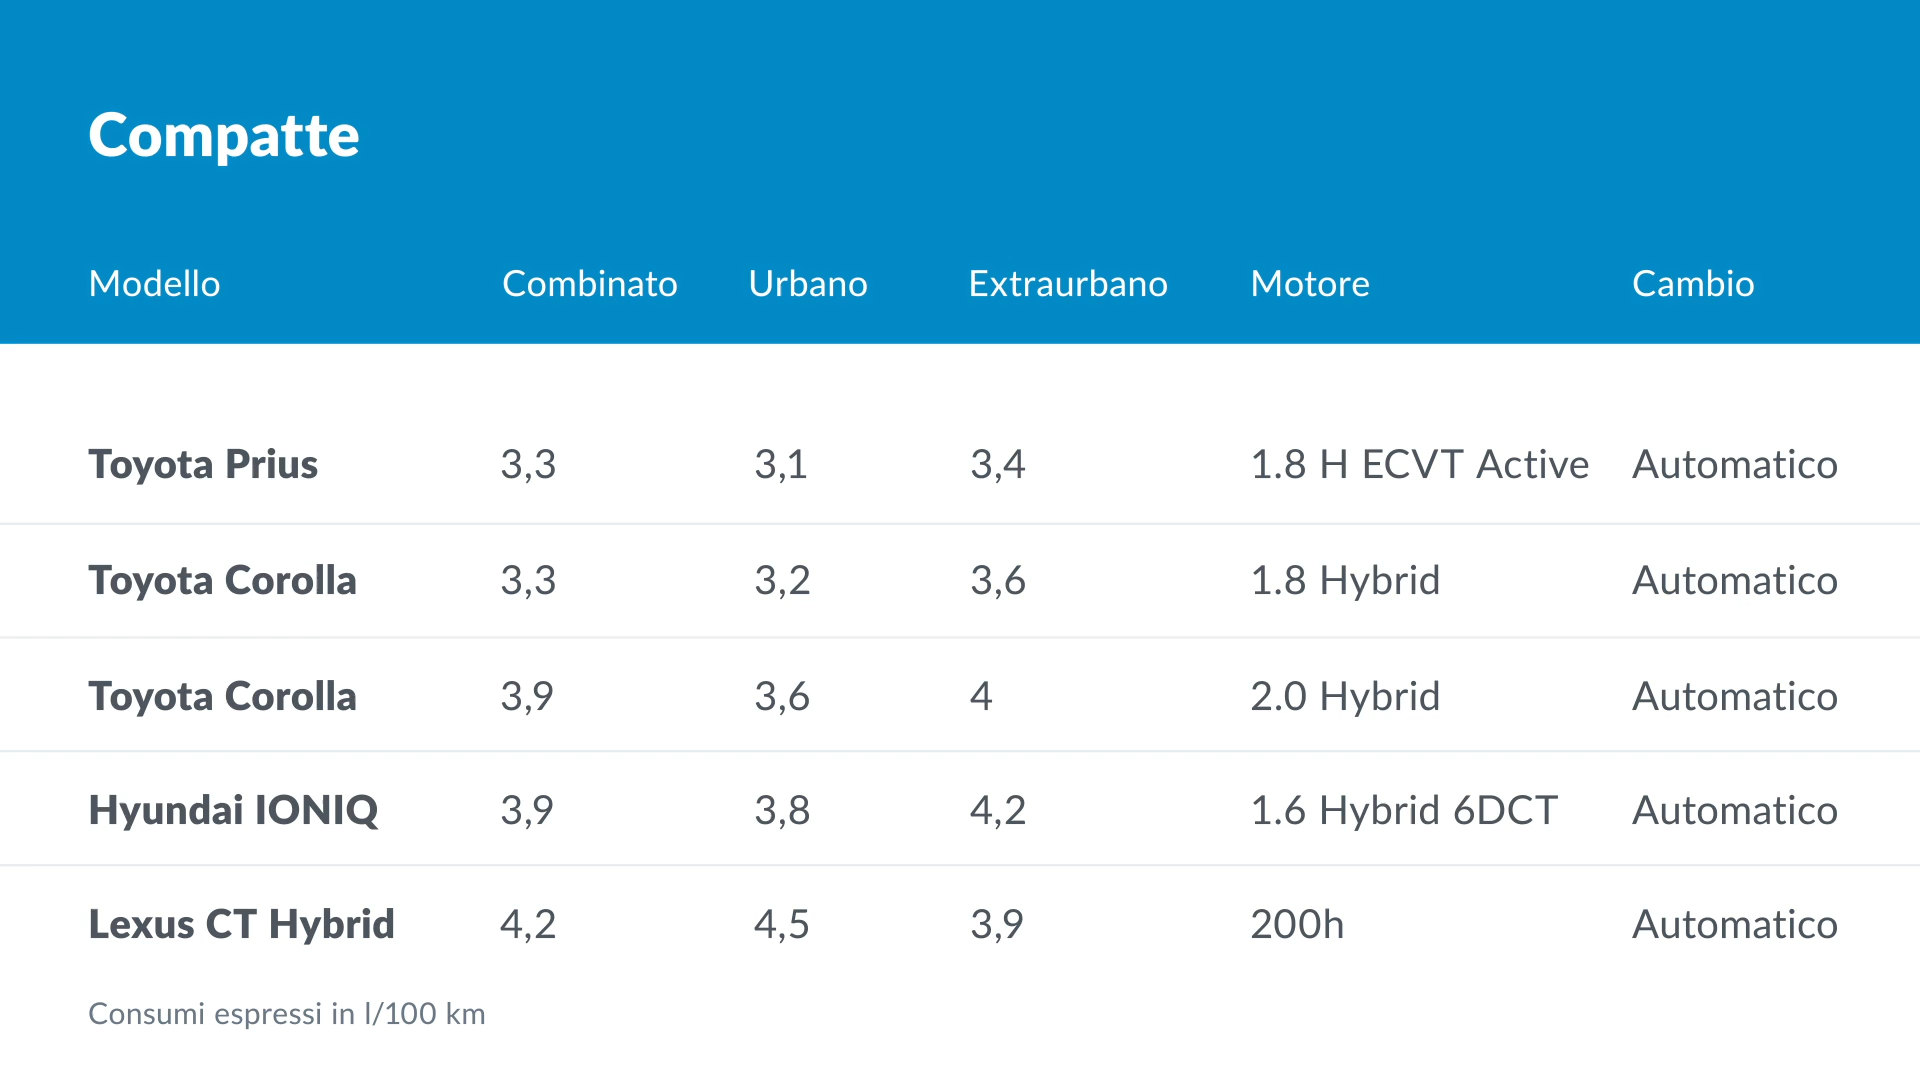 Compatte
Modello Combinato Urbano Extraurbano Motore Cambio
Toyota Prius 3,3 3,1 3,4 1.8 H ECVT Active Automatico
Toyota Corolla 3,3 3,2 3,6 1.8 Hybrid Automatico
Toyota Corolla 3,9 3,6 4 2.0 Hybrid Automatico
Hyundai IONIQ 3,9 3,8 4,2 1.6 Hybrid 6DCT Automatico
Lexus CT Hybrid 4,2 4,5 3,9 200h Automatico
Consumi espressi in l/100 km